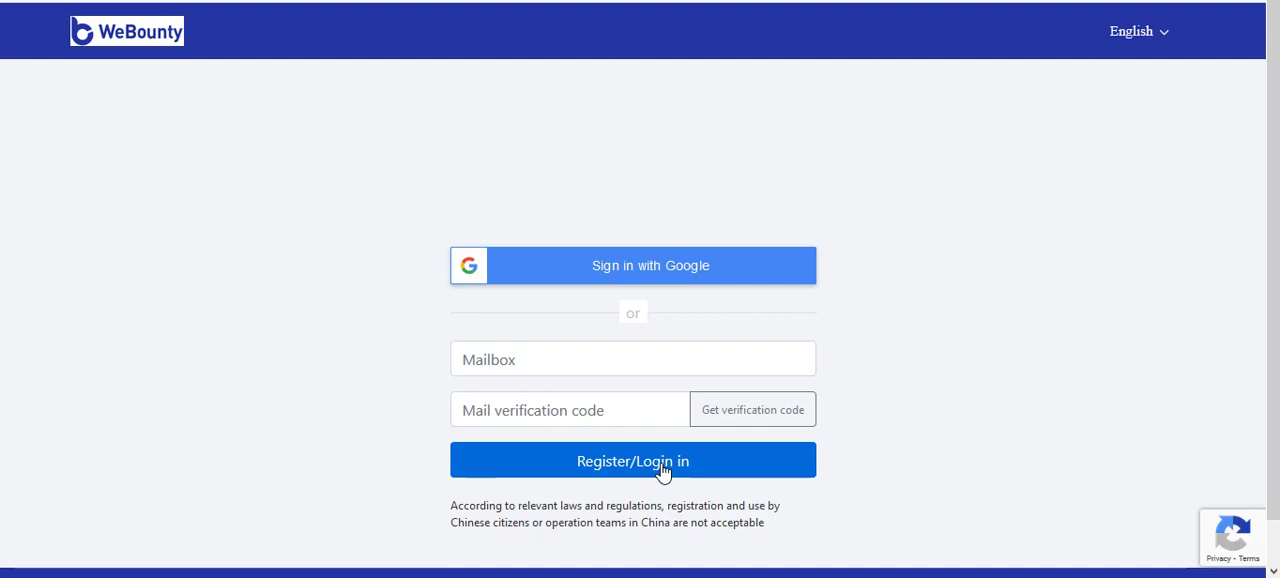 WeBounty
English
Sign in with Google
or
Mailbox
Mail verification code
Get verification code
Register/Login in
According to relevant laws and regulations, registration and use by
Chinese citizens or operation teams in China are not acceptable
Privacy - Terms